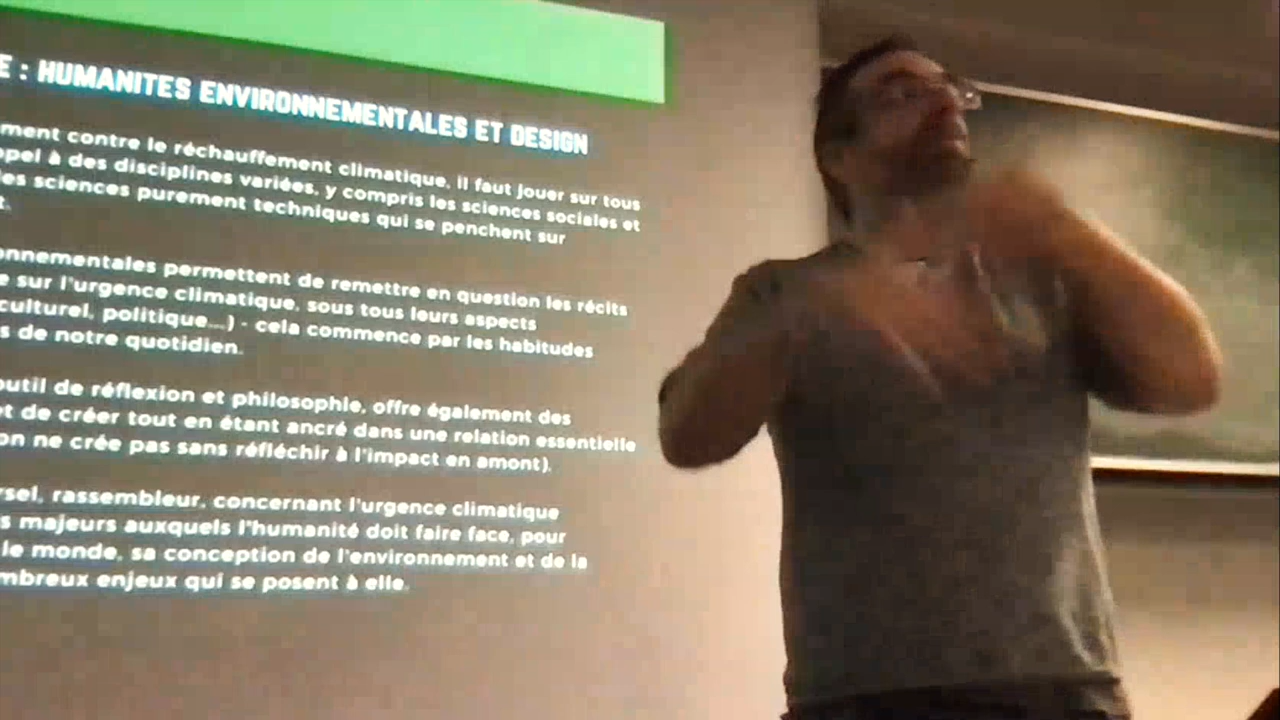 E : HUMANITES ENVIRONNEMENTALES ET DESIGN
ment contre le réchauffement climatique, il faut jouer sur tous
ppel à des disciplines variées, y compris les sciences sociales et
les sciences purement techniques qui se penchent sur
t.
onnementales permettent de remettre en question les récits
e sur l'urgence climatique, sous tous leurs aspects
culturel, politique...) - cela commence par les habitudes
s de notre quotidien.
outil de réflexion et philosophie, offre également des
et de créer tout en étant ancré dans une relation essentielle
on ne crée pas sans réfléchir à l'impact en amont).
rsel, rassembleur, concernant l'urgence climatique
s majeurs auxquels l'humanité doit faire face, pour
le monde, sa conception de l'environnement et de la
mbreux enjeux qui se posent à elle.